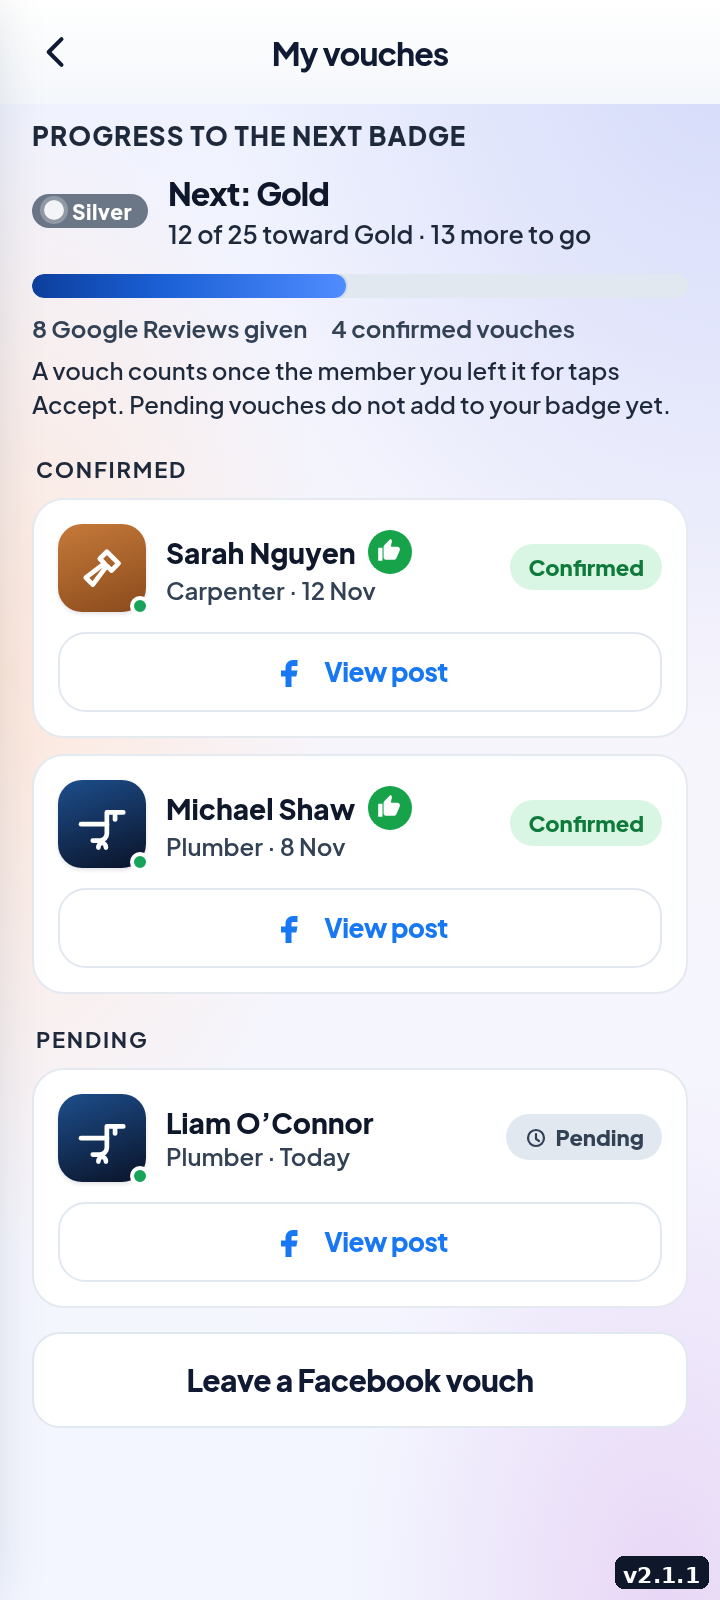 My vouches
PROGRESS TO THE NEXT BADGE
Silver
Next: Gold
12 of 25 toward Gold · 13 more to go
8 Google Reviews given 4 confirmed vouches
A vouch counts once the member you left it for taps
Accept. Pending vouches do not add to your badge yet.
CONFIRMED
Sarah Nguyen
Carpenter · 12 Nov
Confirmed
View post
Michael Shaw
Plumber · 8 Nov
Confirmed
View post
PENDING
Liam O’Connor
Plumber · Today
Pending
View post
Leave a Facebook vouch
v2.1.1